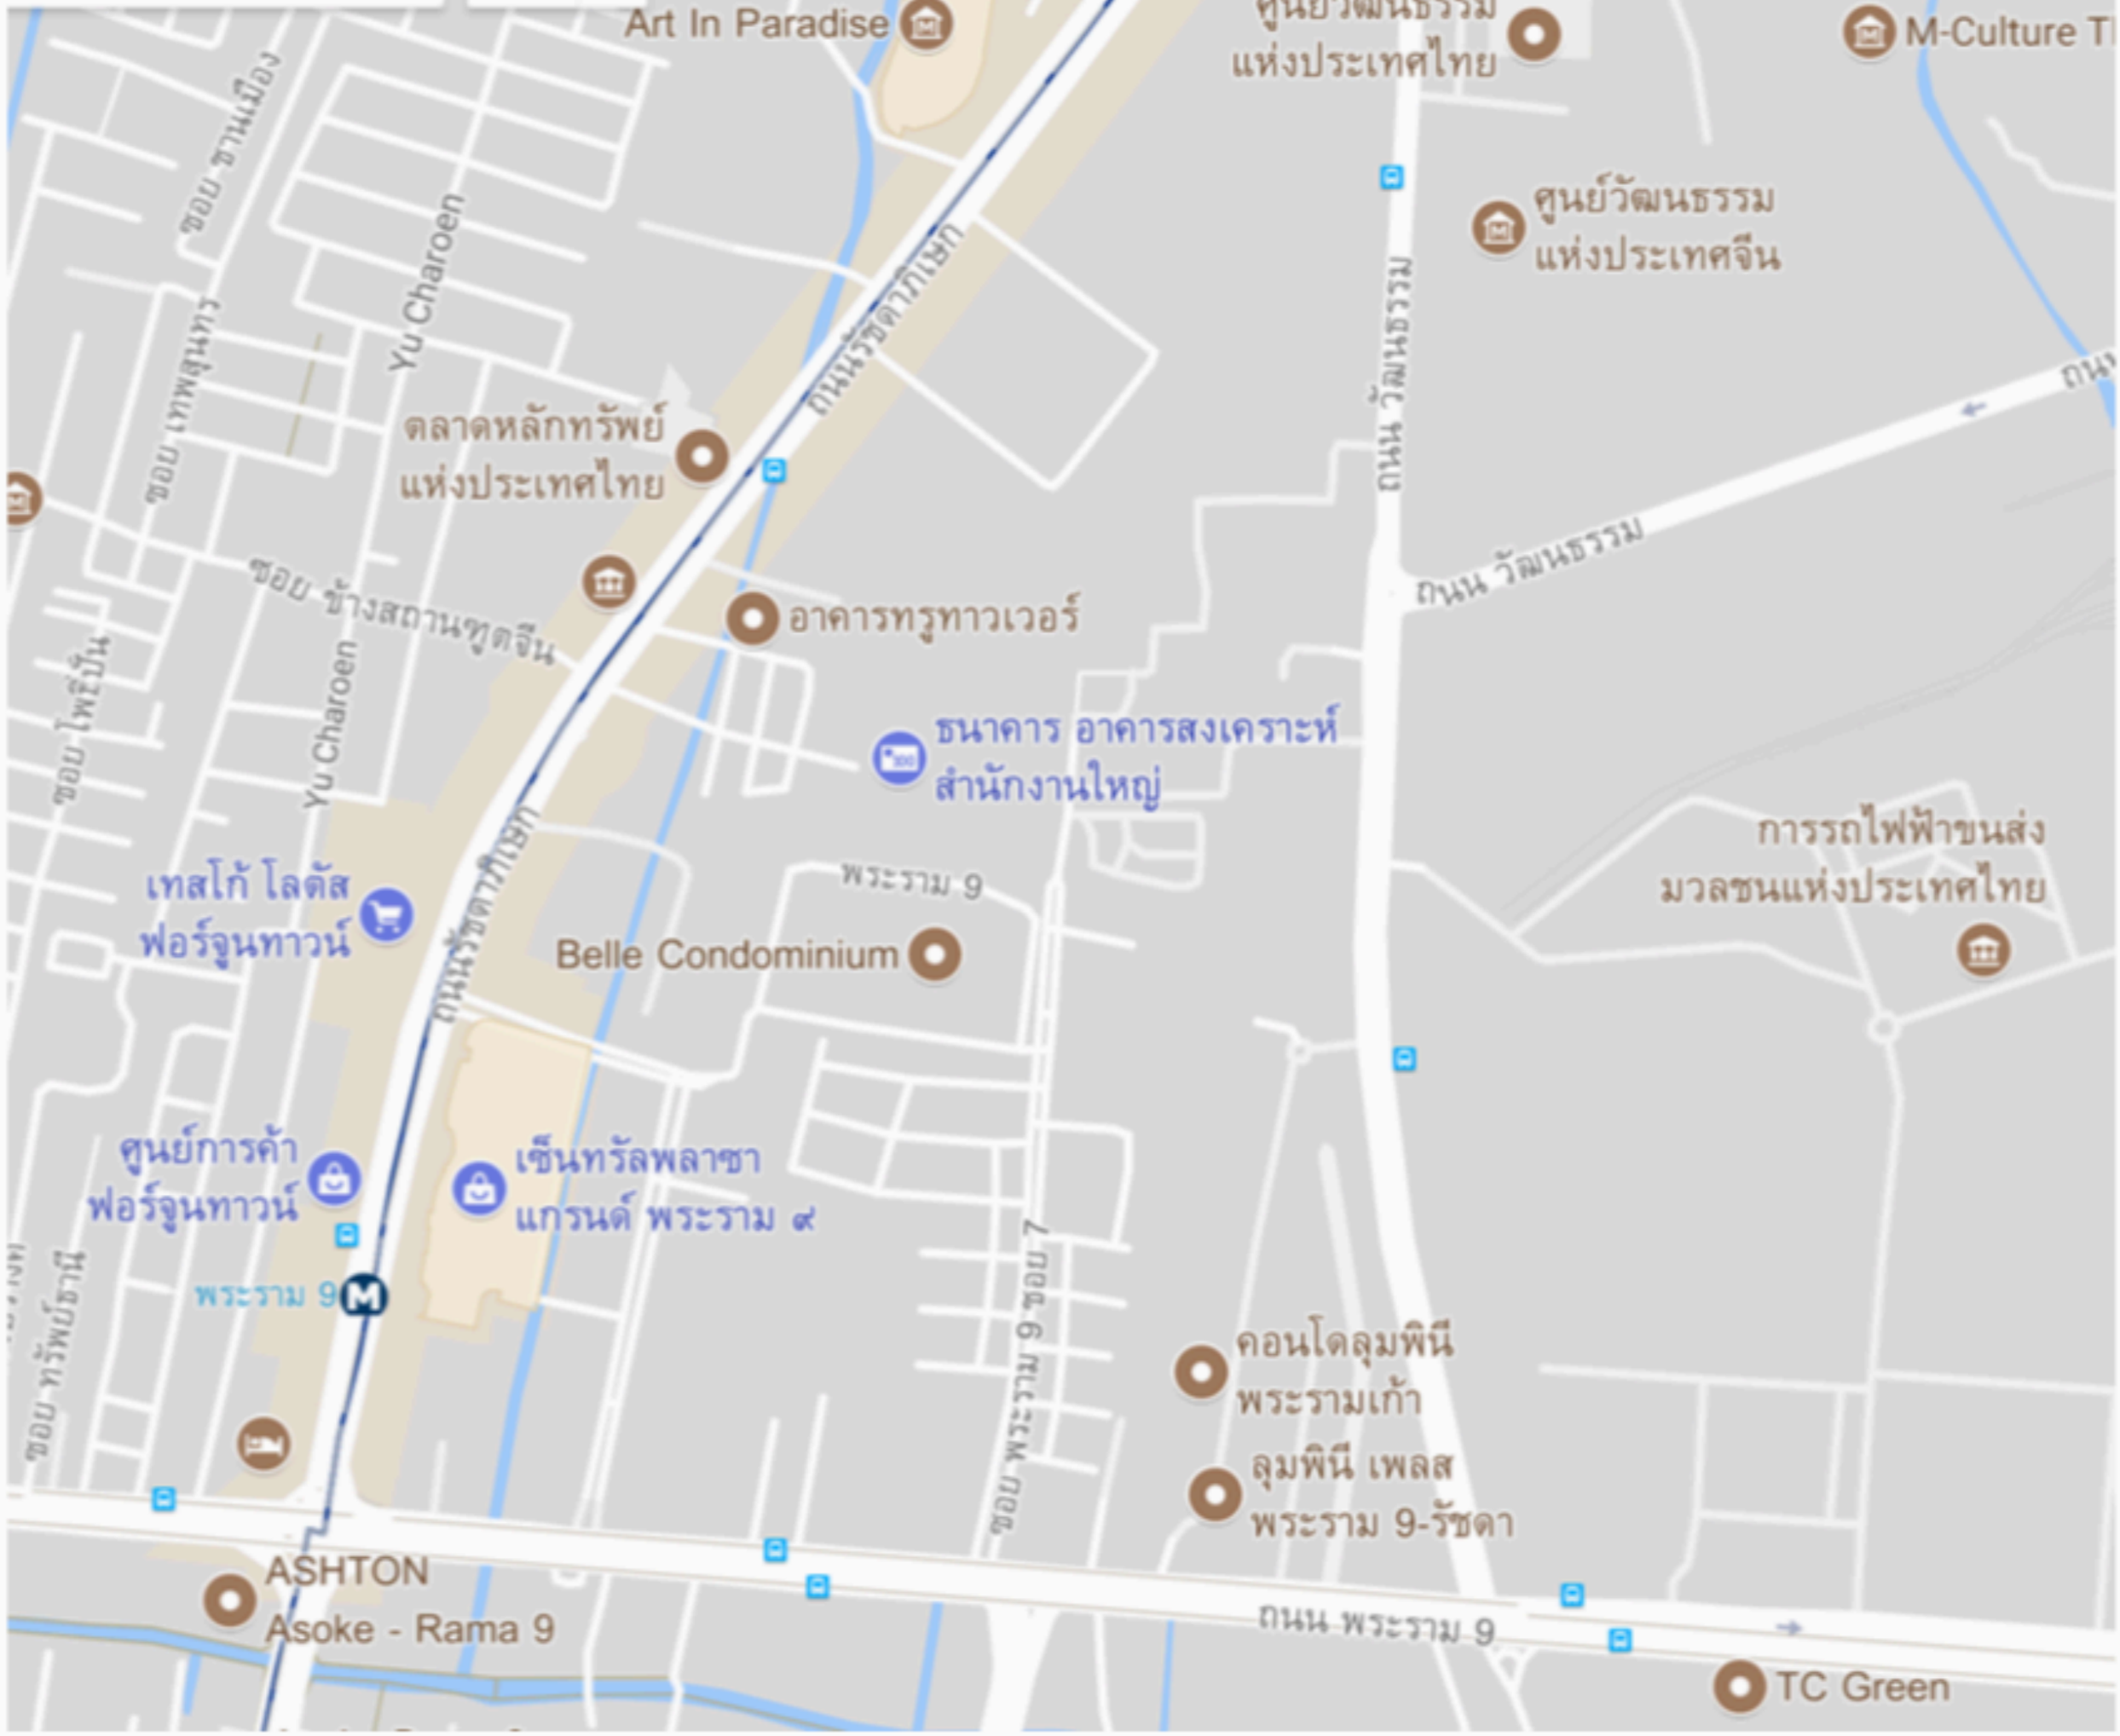 Art In Paradise
ศูนย์วัฒนธรรม
แห่งประเทศไทย
M-Culture
ซอย ชานเมือง
ศูนย์วัฒนธรรม
แห่งประเทศจีน
Yu Charoen
ถนนรัชดาภิเษก
ถนน วัฒนธรรม
ซอย เทพสุนทร
ตลาดหลักทรัพย์
แห่งประเทศไทย
ถนน วัฒนธรรม
ซอย ข้างสถานฑูตจีน
อาคารทรูทาวเวอร์
ซอย โพธิ์ปั้น
Yu Charoen
ธนาคาร อาคารสงเคราะห์
สำนักงานใหญ่
การรถไฟฟ้าขนส่ง
มวลชนแห่งประเทศไทย
เทสโก้ โลตัส
ฟอร์จูนทาวน์
ถนนรัชดาภิเษก
พระราม 9
Belle Condominium
ศูนย์การค้า
ฟอร์จูนทาวน์
เซ็นทรัลพลาซา
แกรนด์ พระราม ๙
พระราม 9
ซอย ทรัพย์ธานี
ซอย พระราม 9 ซอย 7
คอนโดลุมพินี
พระรามเก้า
ลุมพินี เพลส
พระราม 9-รัชดา
ASHTON
Asoke - Rama 9
ถนน พระราม 9
TC Green